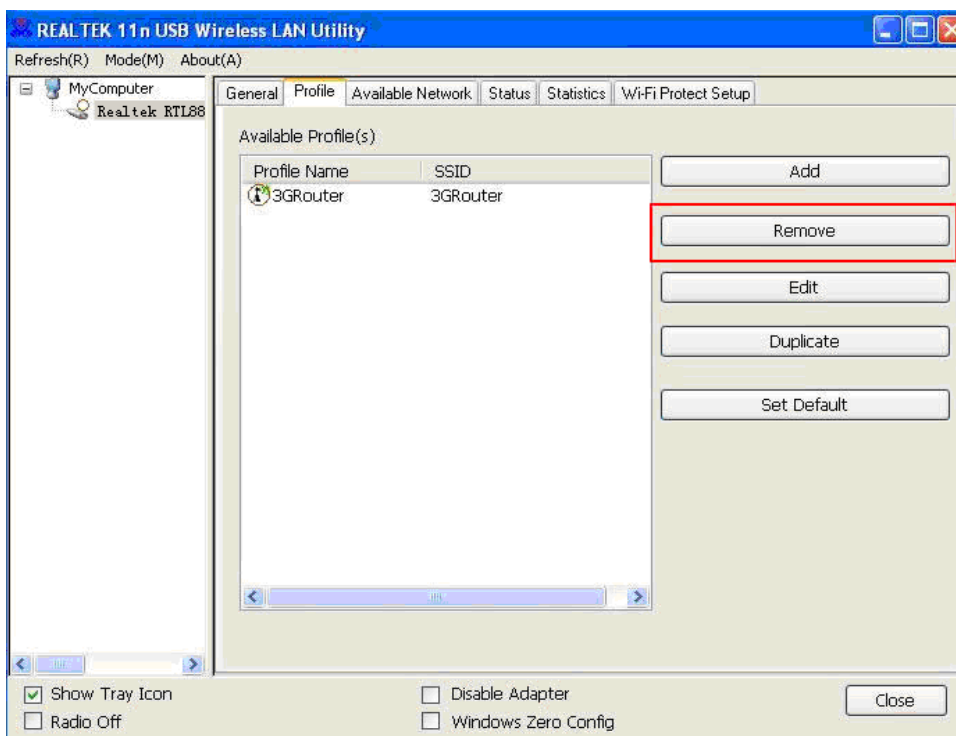 REALTEK 11n USB Wireless LAN Utility
Refresh(R) Mode(M) About(A)
MyComputer
Realtek RTL88
General Profile Available Network Status Statistics Wi-Fi Protect Setup
Available Profile(s)
Profile Name SSID
3GRouter 3GRouter
Add
Remove
Edit
Duplicate
Set Default
Show Tray Icon
Radio Off
Disable Adapter
Windows Zero Config
Close